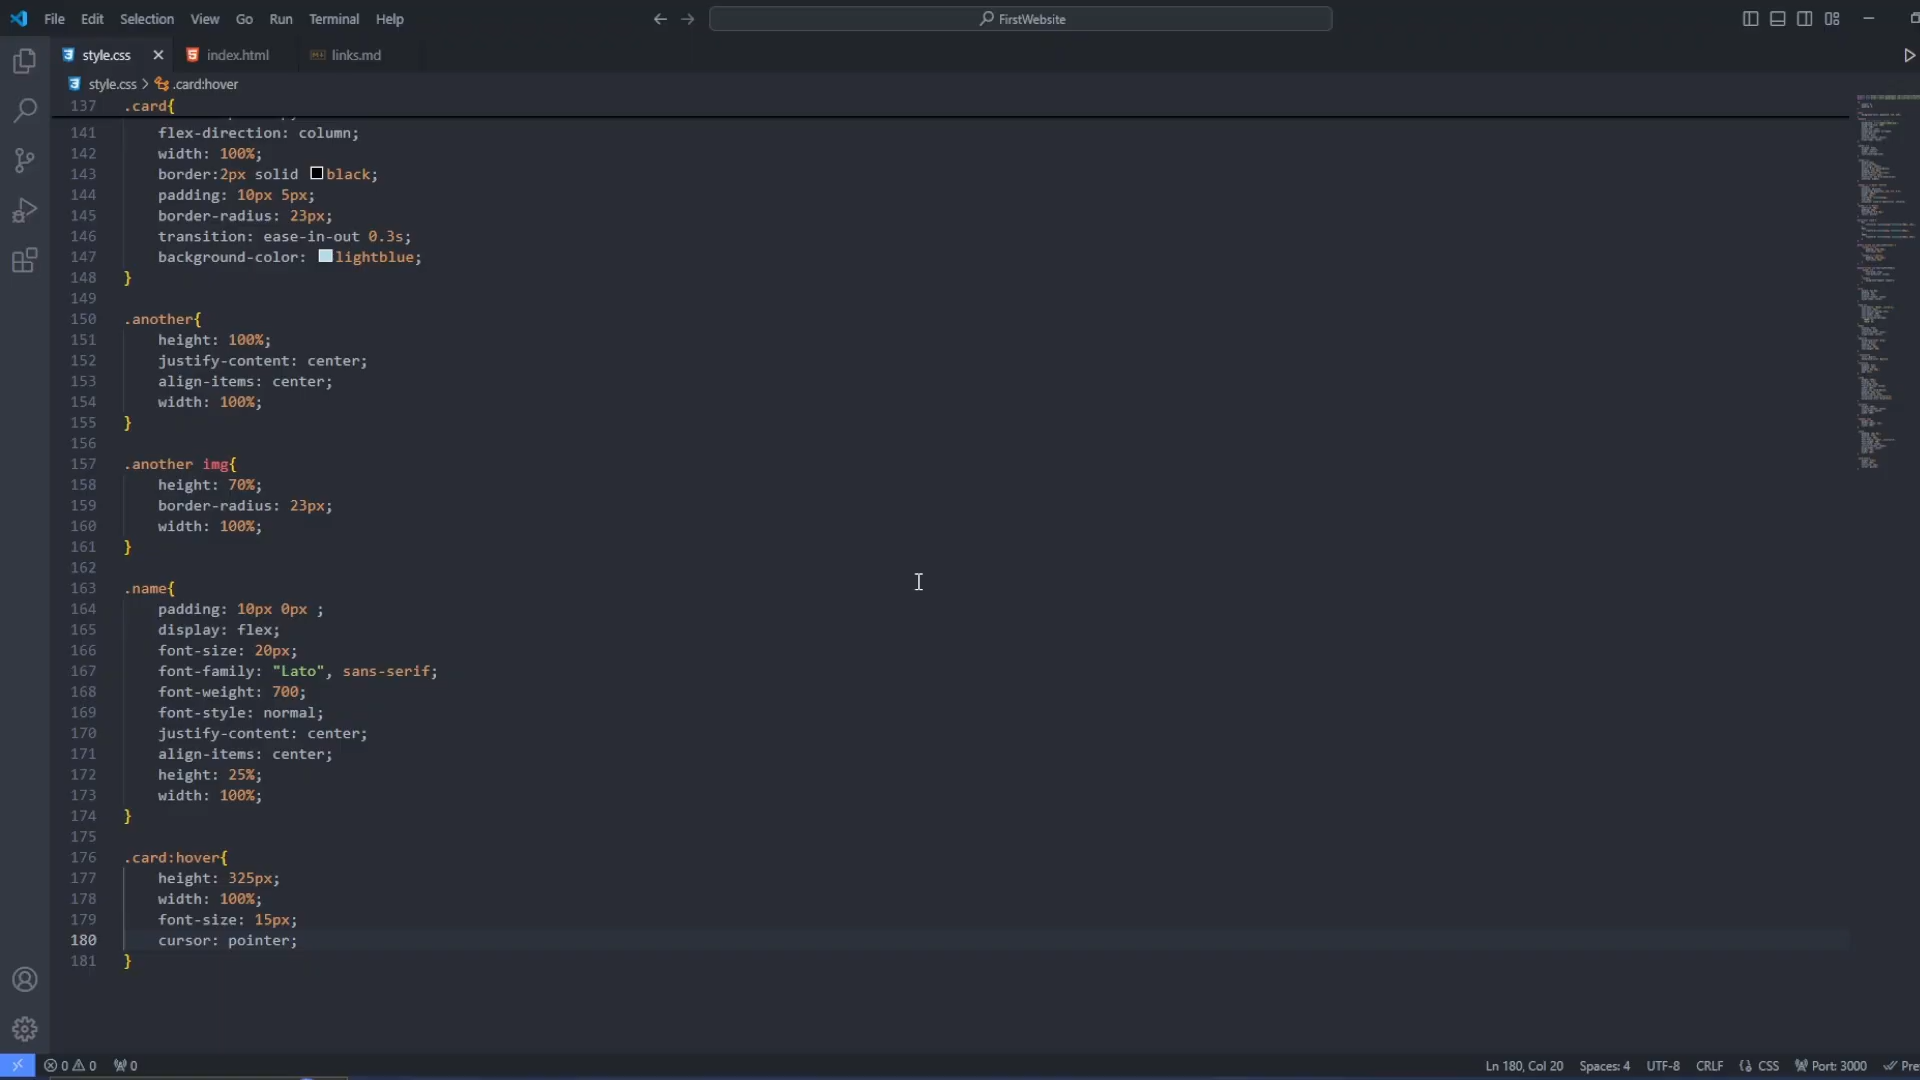 File Edit Selection View Go Run Terminal Help
FirstWebsite
style.css index.html links.md
style.css > .card:hover
137 .card{
141 flex-direction: column;
142 width: 100%;
143 border:2px solid black;
144 padding: 10px 5px;
145 border-radius: 23px;
146 transition: ease-in-out 0.3s;
147 background-color: lightblue;
148 }
149
150 .another{
151 height: 100%;
152 justify-content: center;
153 align-items: center;
154 width: 100%;
155 }
156
157 .another img{
158 height: 70%;
159 border-radius: 23px;
160 width: 100%;
161 }
162
163 .name{
164 padding: 10px 0px ;
165 display: flex;
166 font-size: 20px;
167 font-family: "Lato", sans-serif;
168 font-weight: 700;
169 font-style: normal;
170 justify-content: center;
171 align-items: center;
172 height: 25%;
173 width: 100%;
174 }
175
176 .card:hover{
177 height: 325px;
178 width: 100%;
179 font-size: 15px;
180 cursor: pointer;
181 }
0 0 0 Ln 180, Col 20 Spaces: 4 UTF-8 CRLF {} CSS Port: 3000 Pre